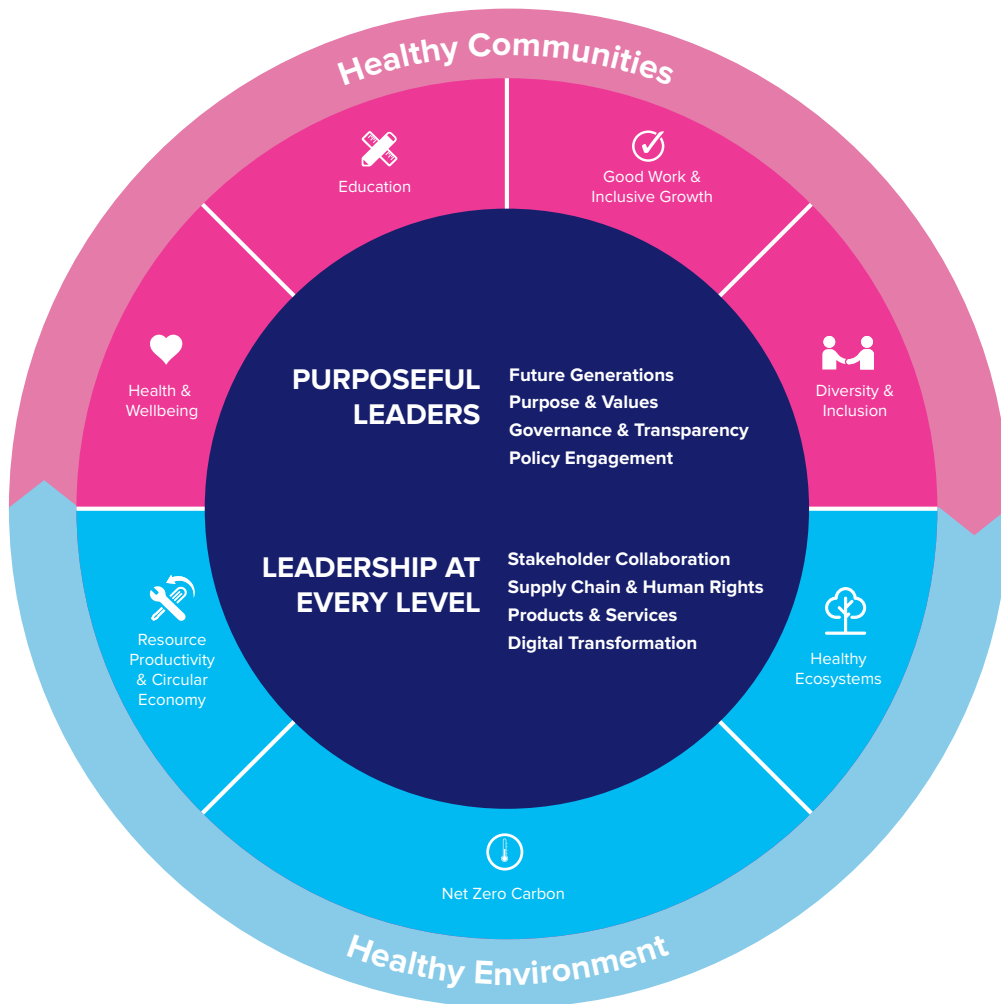 Healthy Communities
Education
Good Work &
Inclusive Growth
Health &
Wellbeing
Diversity &
Inclusion
PURPOSEFUL
LEADERS
Future Generations
Purpose & Values
Governance & Transparency
Policy Engagement
LEADERSHIP AT
EVERY LEVEL
Stakeholder Collaboration
Supply Chain & Human Rights
Products & Services
Digital Transformation
Resource
Productivity
& Circular
Economy
Healthy
Ecosystems
Net Zero Carbon
Healthy Environment